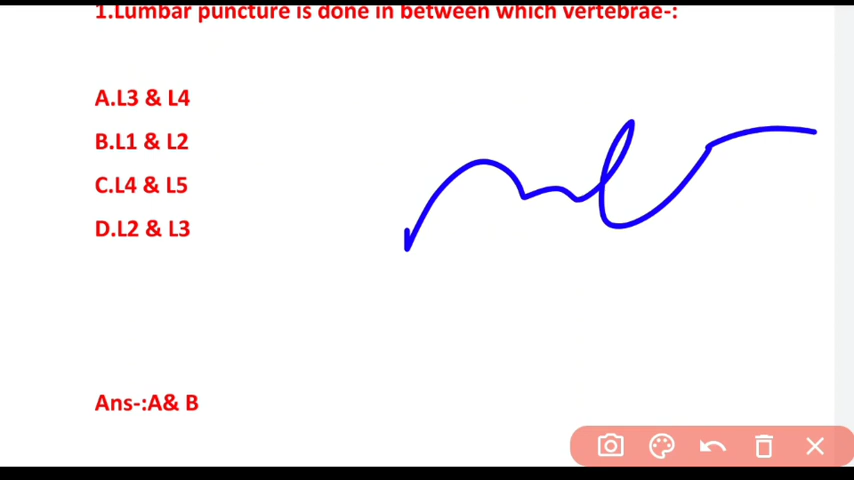 1.Lumbar puncture is done in between which vertebrae-:
A.L3 & L4
B.L1 & L2
C.L4 & L5
D.L2 & L3
Ans-:A& B